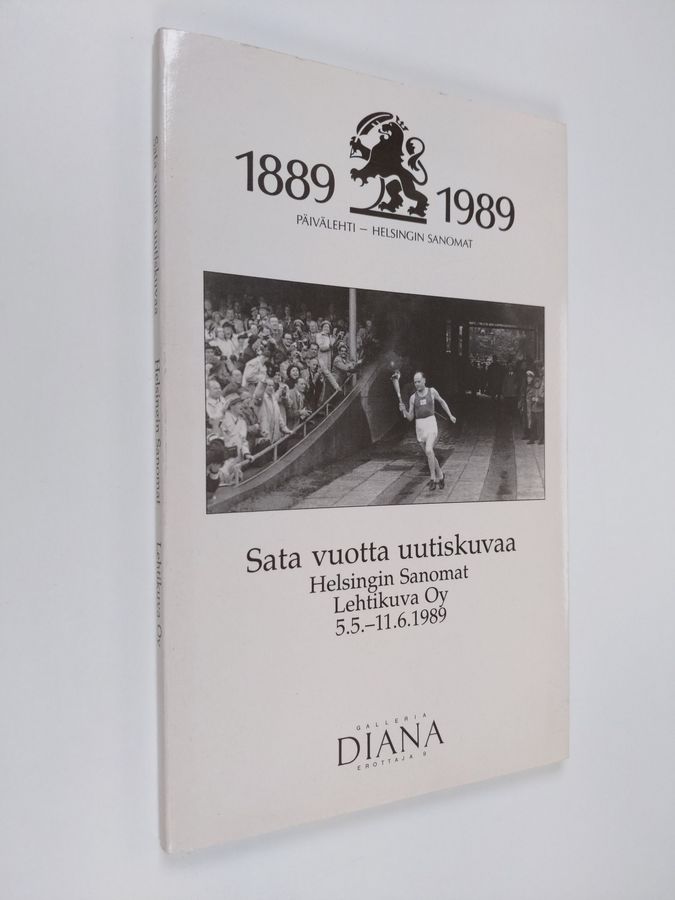 1889 1989
PÄIVÄLEHTI – HELSINGIN SANOMAT
Sata vuotta uutiskuvaa
Helsingin Sanomat
Lehtikuva Oy
5.5.–11.6.1989
GALLERIA
DIANA
EROTTAJA 9
Sata vuotta uutiskuvaa Helsingin Sanomat Lehtikuva Oy